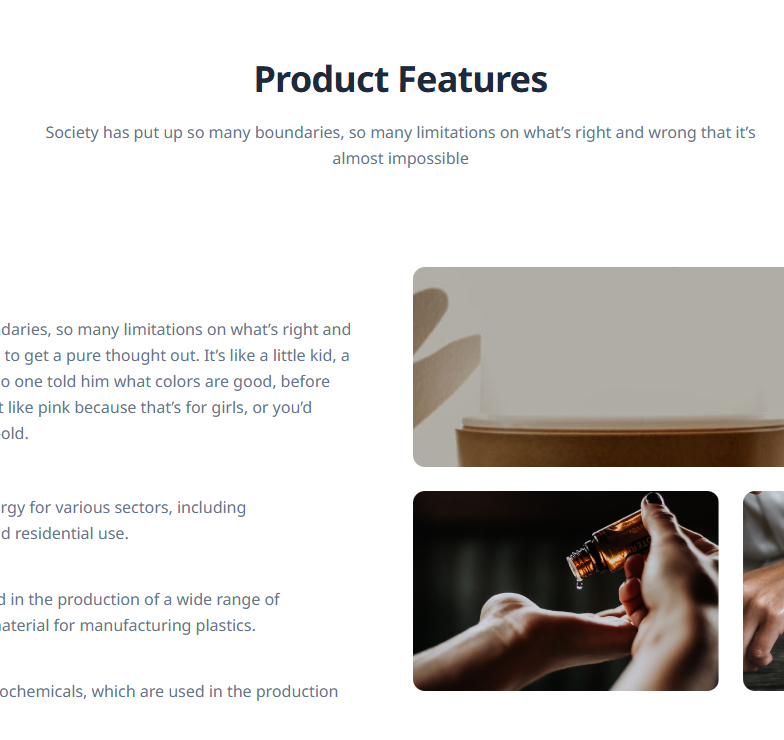 Product Features
Society has put up so many boundaries, so many limitations on what’s right and wrong that it’s
almost impossible
daries, so many limitations on what’s right and
to get a pure thought out. It’s like a little kid, a
o one told him what colors are good, before
t like pink because that’s for girls, or you’d
old.
rgy for various sectors, including
d residential use.
d in the production of a wide range of
aterial for manufacturing plastics.
ochemicals, which are used in the production